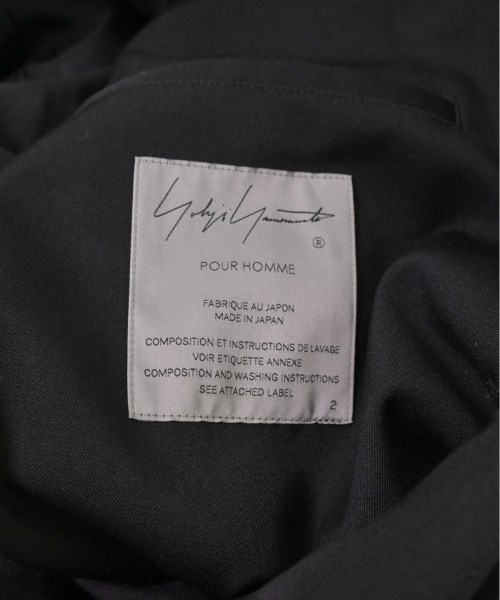 Yohji Yamamoto
®
POUR HOMME
FABRIQUE AU JAPON
MADE IN JAPAN
COMPOSITION ET INSTRUCTIONS DE LAVAGE
VOIR ETIQUETTE ANNEXE
COMPOSITION AND WASHING INSTRUCTIONS
SEE ATTACHED LABEL
2